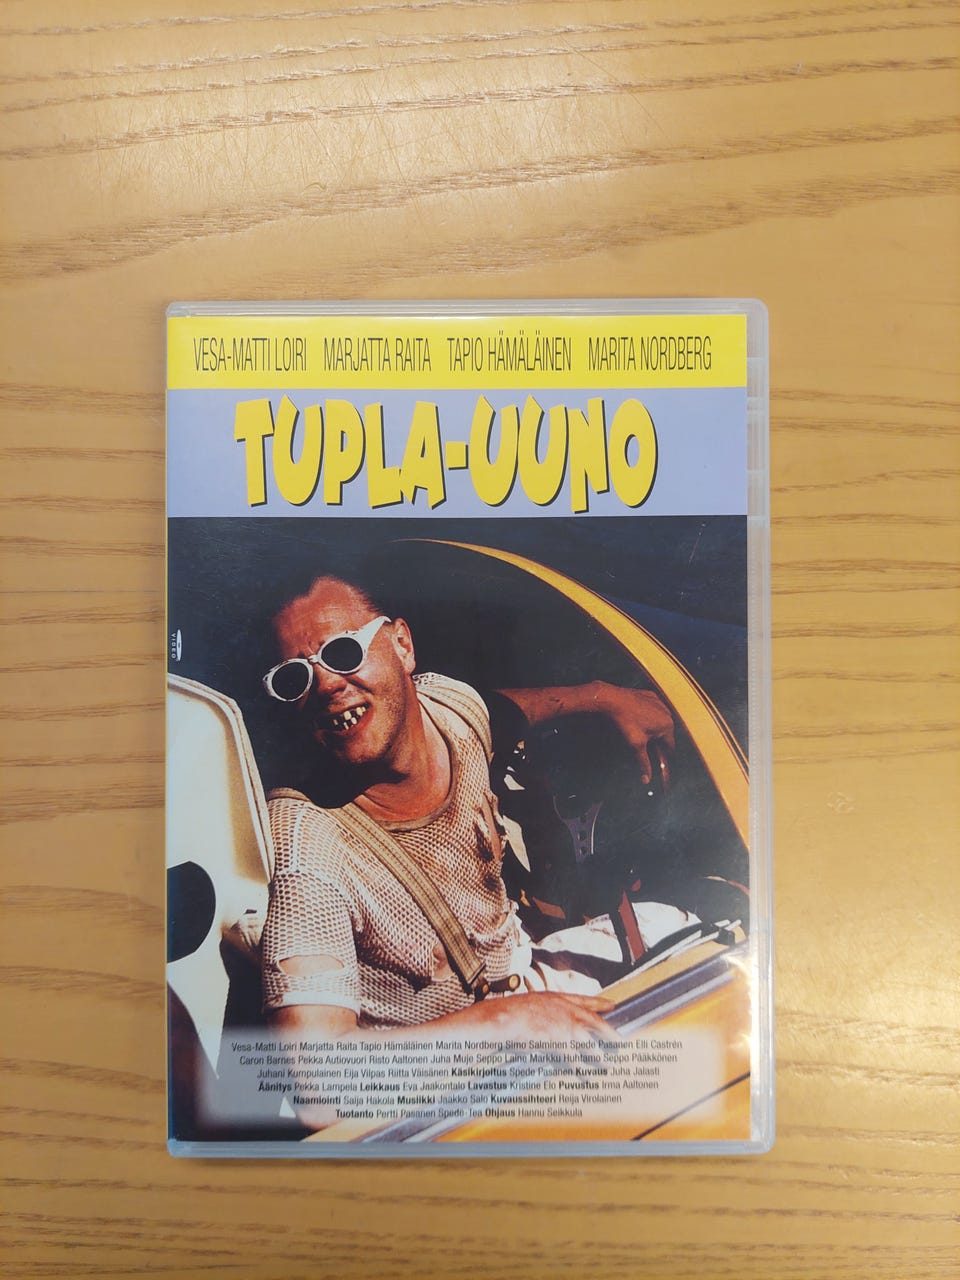 VESA-MATTI LOIRI MARJATTA RAITA TAPIO HÄMÄLÄINEN MARITA NORDBERG
TUPLA-UUNO
VIDEO
Vesa-Matti Loiri Marjatta Raita Tapio Hämäläinen Marita Nordberg Simo Salminen Spede Pasanen Elli Castrén
Caron Barnes Pekka Autiovuori Risto Aaltonen Juha Muje Seppo Laine Markku Huhtamo Seppo Pääkkönen
Juhani Kumpulainen Eija Vilpas Riitta Väisänen Käsikirjoitus Spede Pasanen Kuvaus Juha Jalasti
Äänitys Pekka Lampela Leikkaus Eva Jaakontalo Lavastus Kristine Elo Puvustus Irma Aaltonen
Naamiointi Saija Hakola Musiikki Jaakko Salo Kuvaussihteeri Reija Virolainen
Tuotanto Pertti Pasanen Spede-Tea Ohjaus Hannu Seikkula